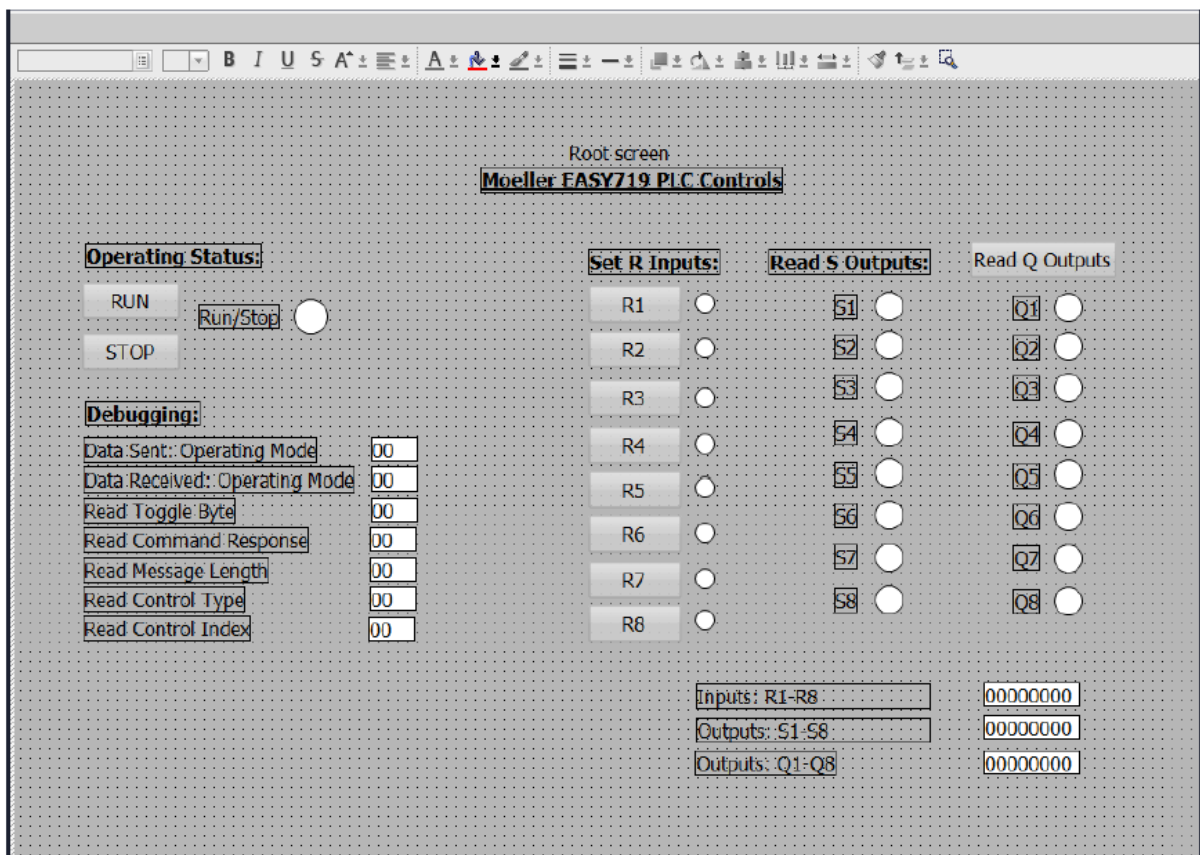 B I U S A A
Root screen
Moeller EASY719 PLC Controls
Operating Status:
RUN
Run/Stop
STOP
Debugging:
Data Sent: Operating Mode 00
Data Received: Operating Mode 00
Read Toggle Byte 00
Read Command Response 00
Read Message Length 00
Read Control Type 00
Read Control Index 00
Set R Inputs: Read S Outputs: Read Q Outputs
R1 S1 Q1
R2 S2 Q2
R3 S3 Q3
R4 S4 Q4
R5 S5 Q5
R6 S6 Q6
R7 S7 Q7
R8 S8 Q8
Inputs: R1-R8 00000000
Outputs: S1-S8 00000000
Outputs: Q1-Q8 00000000